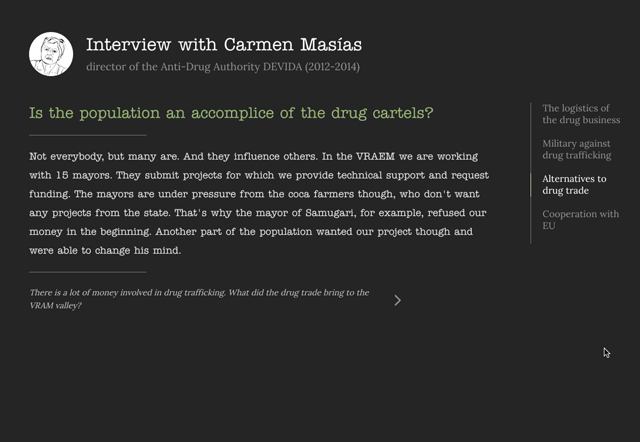 Interview with Carmen Masías
director of the Anti-Drug Authority DEVIDA (2012-2014)
Is the population an accomplice of the drug cartels?
Not everybody, but many are. And they influence others. In the VRAEM we are working
with 15 mayors. They submit projects for which we provide technical support and request
funding. The mayors are under pressure from the coca farmers though, who don't want
any projects from the state. That's why the mayor of Samugari, for example, refused our
money in the beginning. Another part of the population wanted our project though and
were able to change his mind.
There is a lot of money involved in drug trafficking. What did the drug trade bring to the
VRAM valley?
The logistics of
the drug business
Military against
drug trafficking
Alternatives to
drug trade
Cooperation with
EU